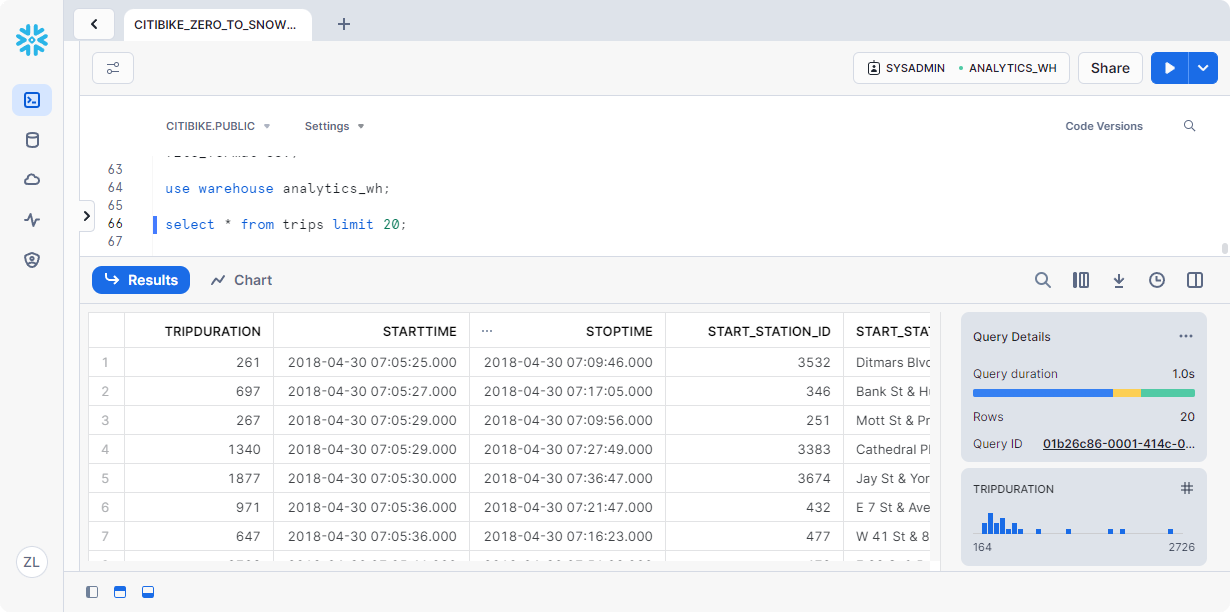 CITIBIKE_ZERO_TO_SNOW...
SYSADMIN ANALYTICS_WH Share
CITIBIKE.PUBLIC Settings Code Versions
63
64 use warehouse analytics_wh;
65
66 select * from trips limit 20;
67
Results Chart
TRIPDURATION STARTTIME ... STOPTIME START_STATION_ID START_STAT
1 261 2018-04-30 07:05:25.000 2018-04-30 07:09:46.000 3532 Ditmars Blvd
2 697 2018-04-30 07:05:27.000 2018-04-30 07:17:05.000 346 Bank St & H
3 267 2018-04-30 07:05:29.000 2018-04-30 07:09:56.000 251 Mott St & Pr
4 1340 2018-04-30 07:05:29.000 2018-04-30 07:27:49.000 3383 Cathedral P
5 1877 2018-04-30 07:05:30.000 2018-04-30 07:36:47.000 3674 Jay St & Yor
6 971 2018-04-30 07:05:36.000 2018-04-30 07:21:47.000 432 E 7 St & Ave
7 647 2018-04-30 07:05:36.000 2018-04-30 07:16:23.000 477 W 41 St & 8
Query Details ...
Query duration 1.0s
Rows 20
Query ID 01b26c86-0001-414c-0...
TRIPDURATION #
164 2726
ZL